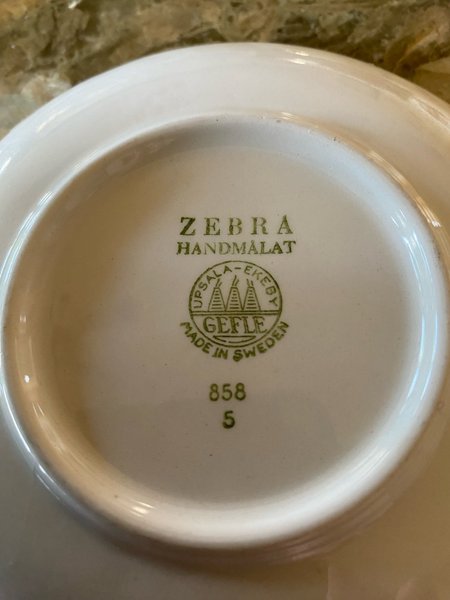 ZEBRA
HANDMÅLAT
UPSALA-EKEBY
GEFLE
MADE IN SWEDEN
858
5